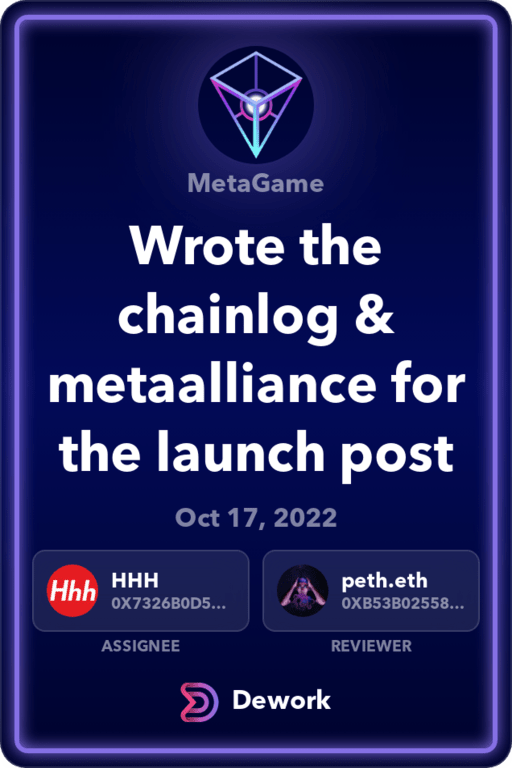 MetaGame
Wrote the
chainlog &
metaalliance for
the launch post
Oct 17, 2022
Hhh
HHH
0X7326B0D5...
peth.eth
0XB53B02558...
ASSIGNEE
REVIEWER
Dework